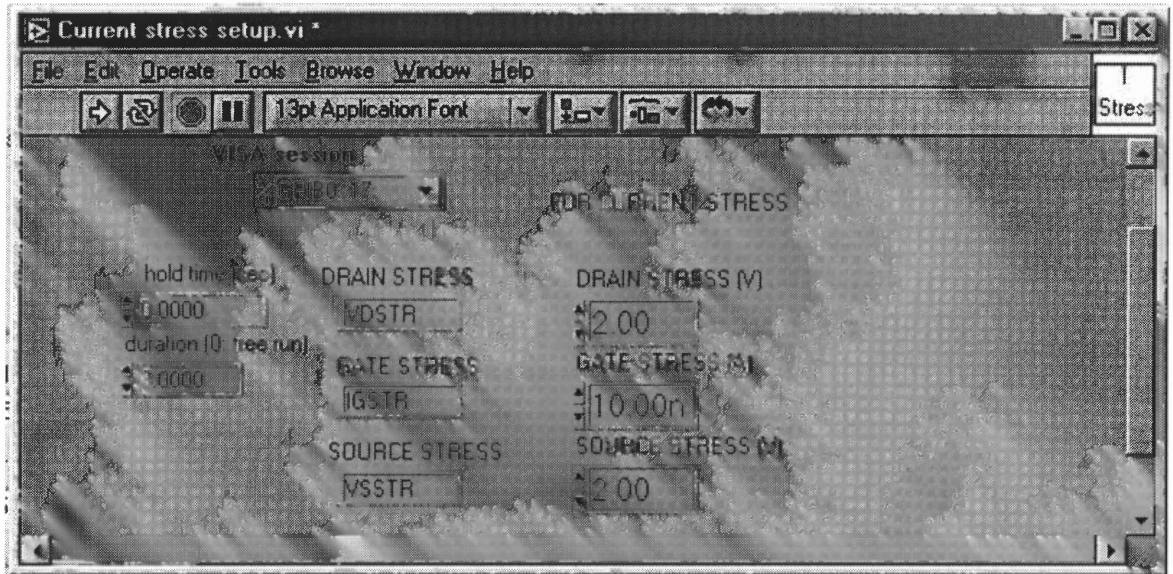 Current stress setup.vi *
File Edit Operate Tools Browse Window Help
13pt Application Font
Stress
VISA session
FOR CURRENT STRESS
hold time (sec) DRAIN STRESS DRAIN STRESS (V)
0.0000 VDSTR 2.00
duration (0: free run) GATE STRESS GATE STRESS (A)
0.0000 IGSTR 10.00n
SOURCE STRESS SOURCE STRESS (V)
VSSTR 2.00